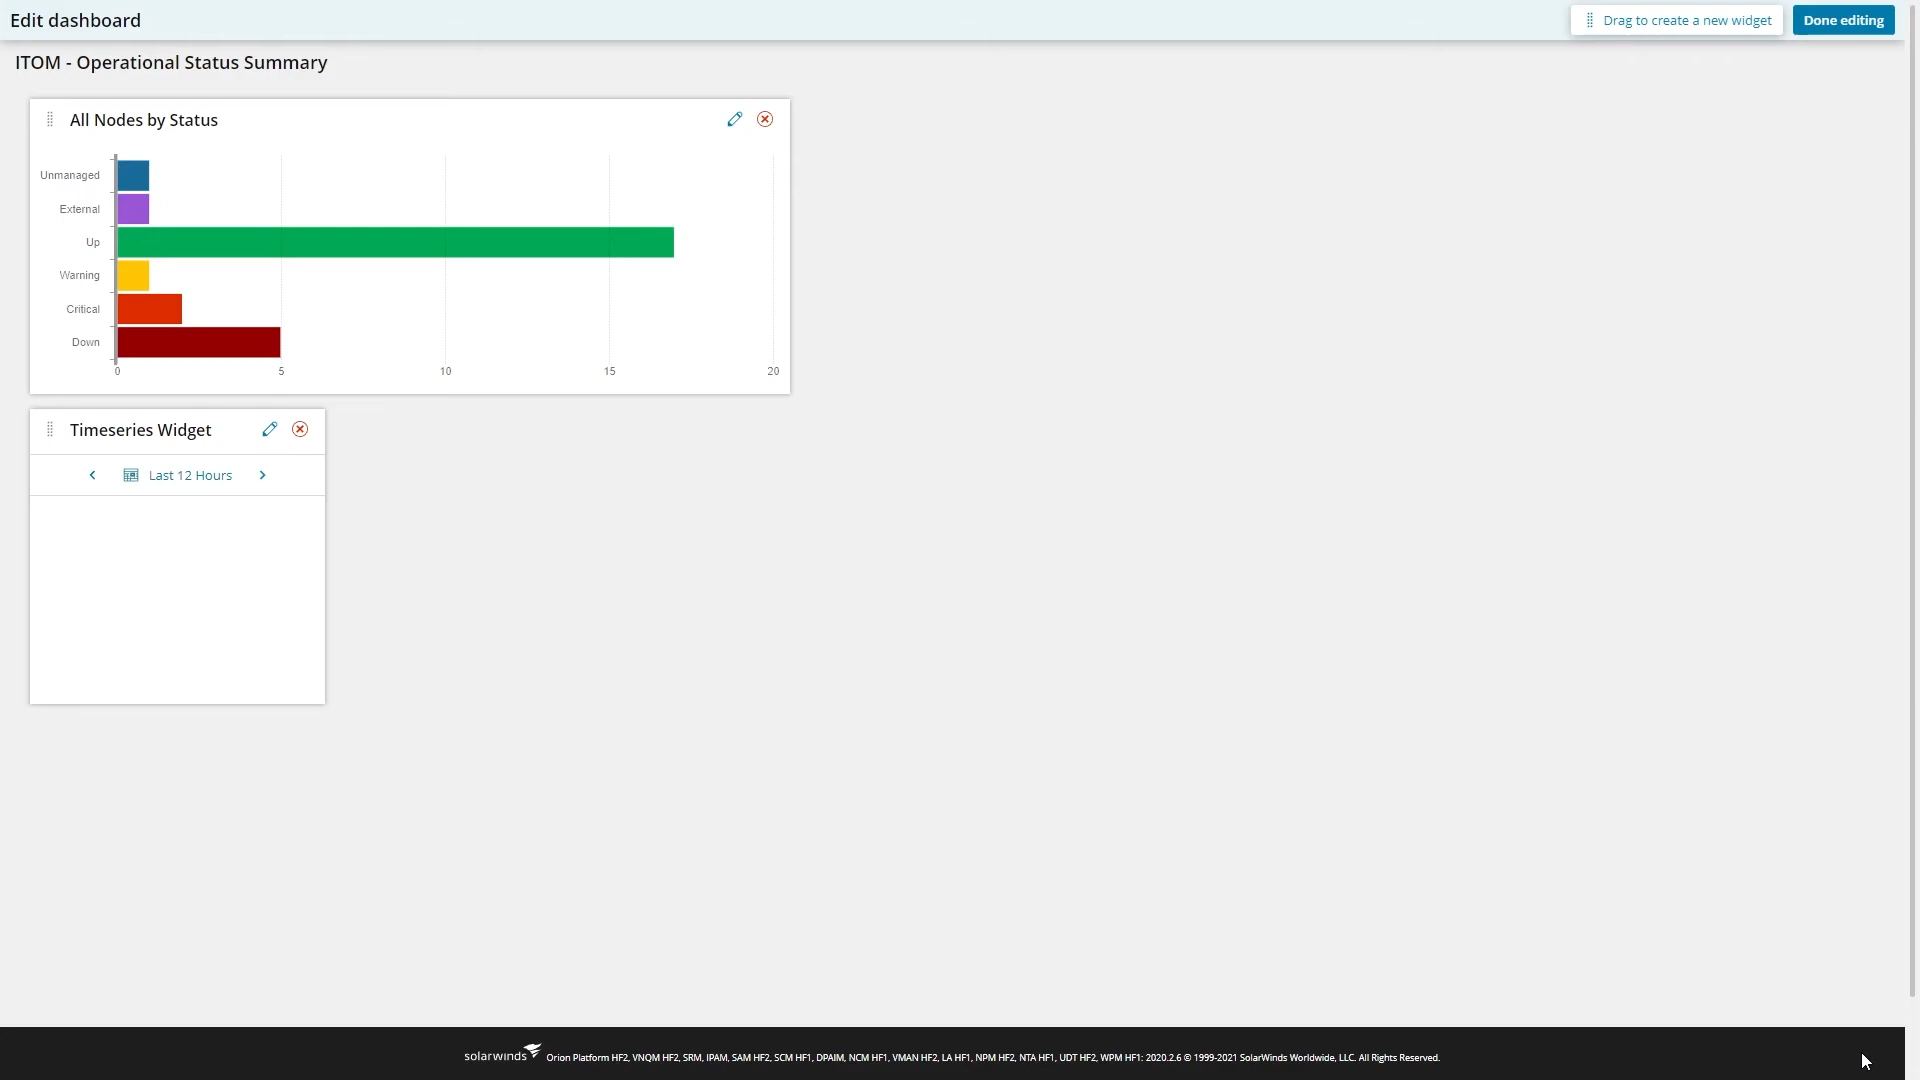 Edit dashboard
Drag to create a new widget
Done editing
ITOM - Operational Status Summary
All Nodes by Status
Unmanaged
External
Up
Warning
Critical
Down
0 5 10 15 20
Timeseries Widget
Last 12 Hours
solarwinds Orion Platform HF2, VNQM HF2, SRM, IPAM, SAM HF2, SCM HF1, DPAIM, NCM HF1, VMAN HF2, LA HF1, NPM HF2, NTA HF1, UDT HF2, WPM HF1: 2020.2.6 © 1999-2021 SolarWinds Worldwide, LLC. All Rights Reserved.